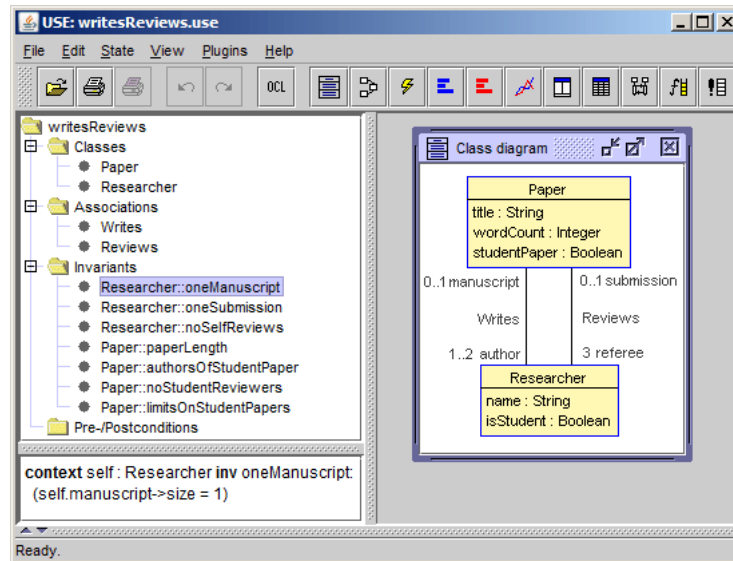 USE: writesReviews.use
File Edit State View Plugins Help
OCL
writesReviews
Classes
Paper
Researcher
Associations
Writes
Reviews
Invariants
Researcher::oneManuscript
Researcher::oneSubmission
Researcher::noSelfReviews
Paper::paperLength
Paper::authorsOfStudentPaper
Paper::noStudentReviewers
Paper::limitsOnStudentPapers
Pre-/Postconditions
context self : Researcher inv oneManuscript:
(self.manuscript->size = 1)
Class diagram
Paper
title : String
wordCount : Integer
studentPaper : Boolean
0..1 manuscript 0..1 submission
Writes Reviews
1..2 author 3 referee
Researcher
name : String
isStudent : Boolean
Ready.